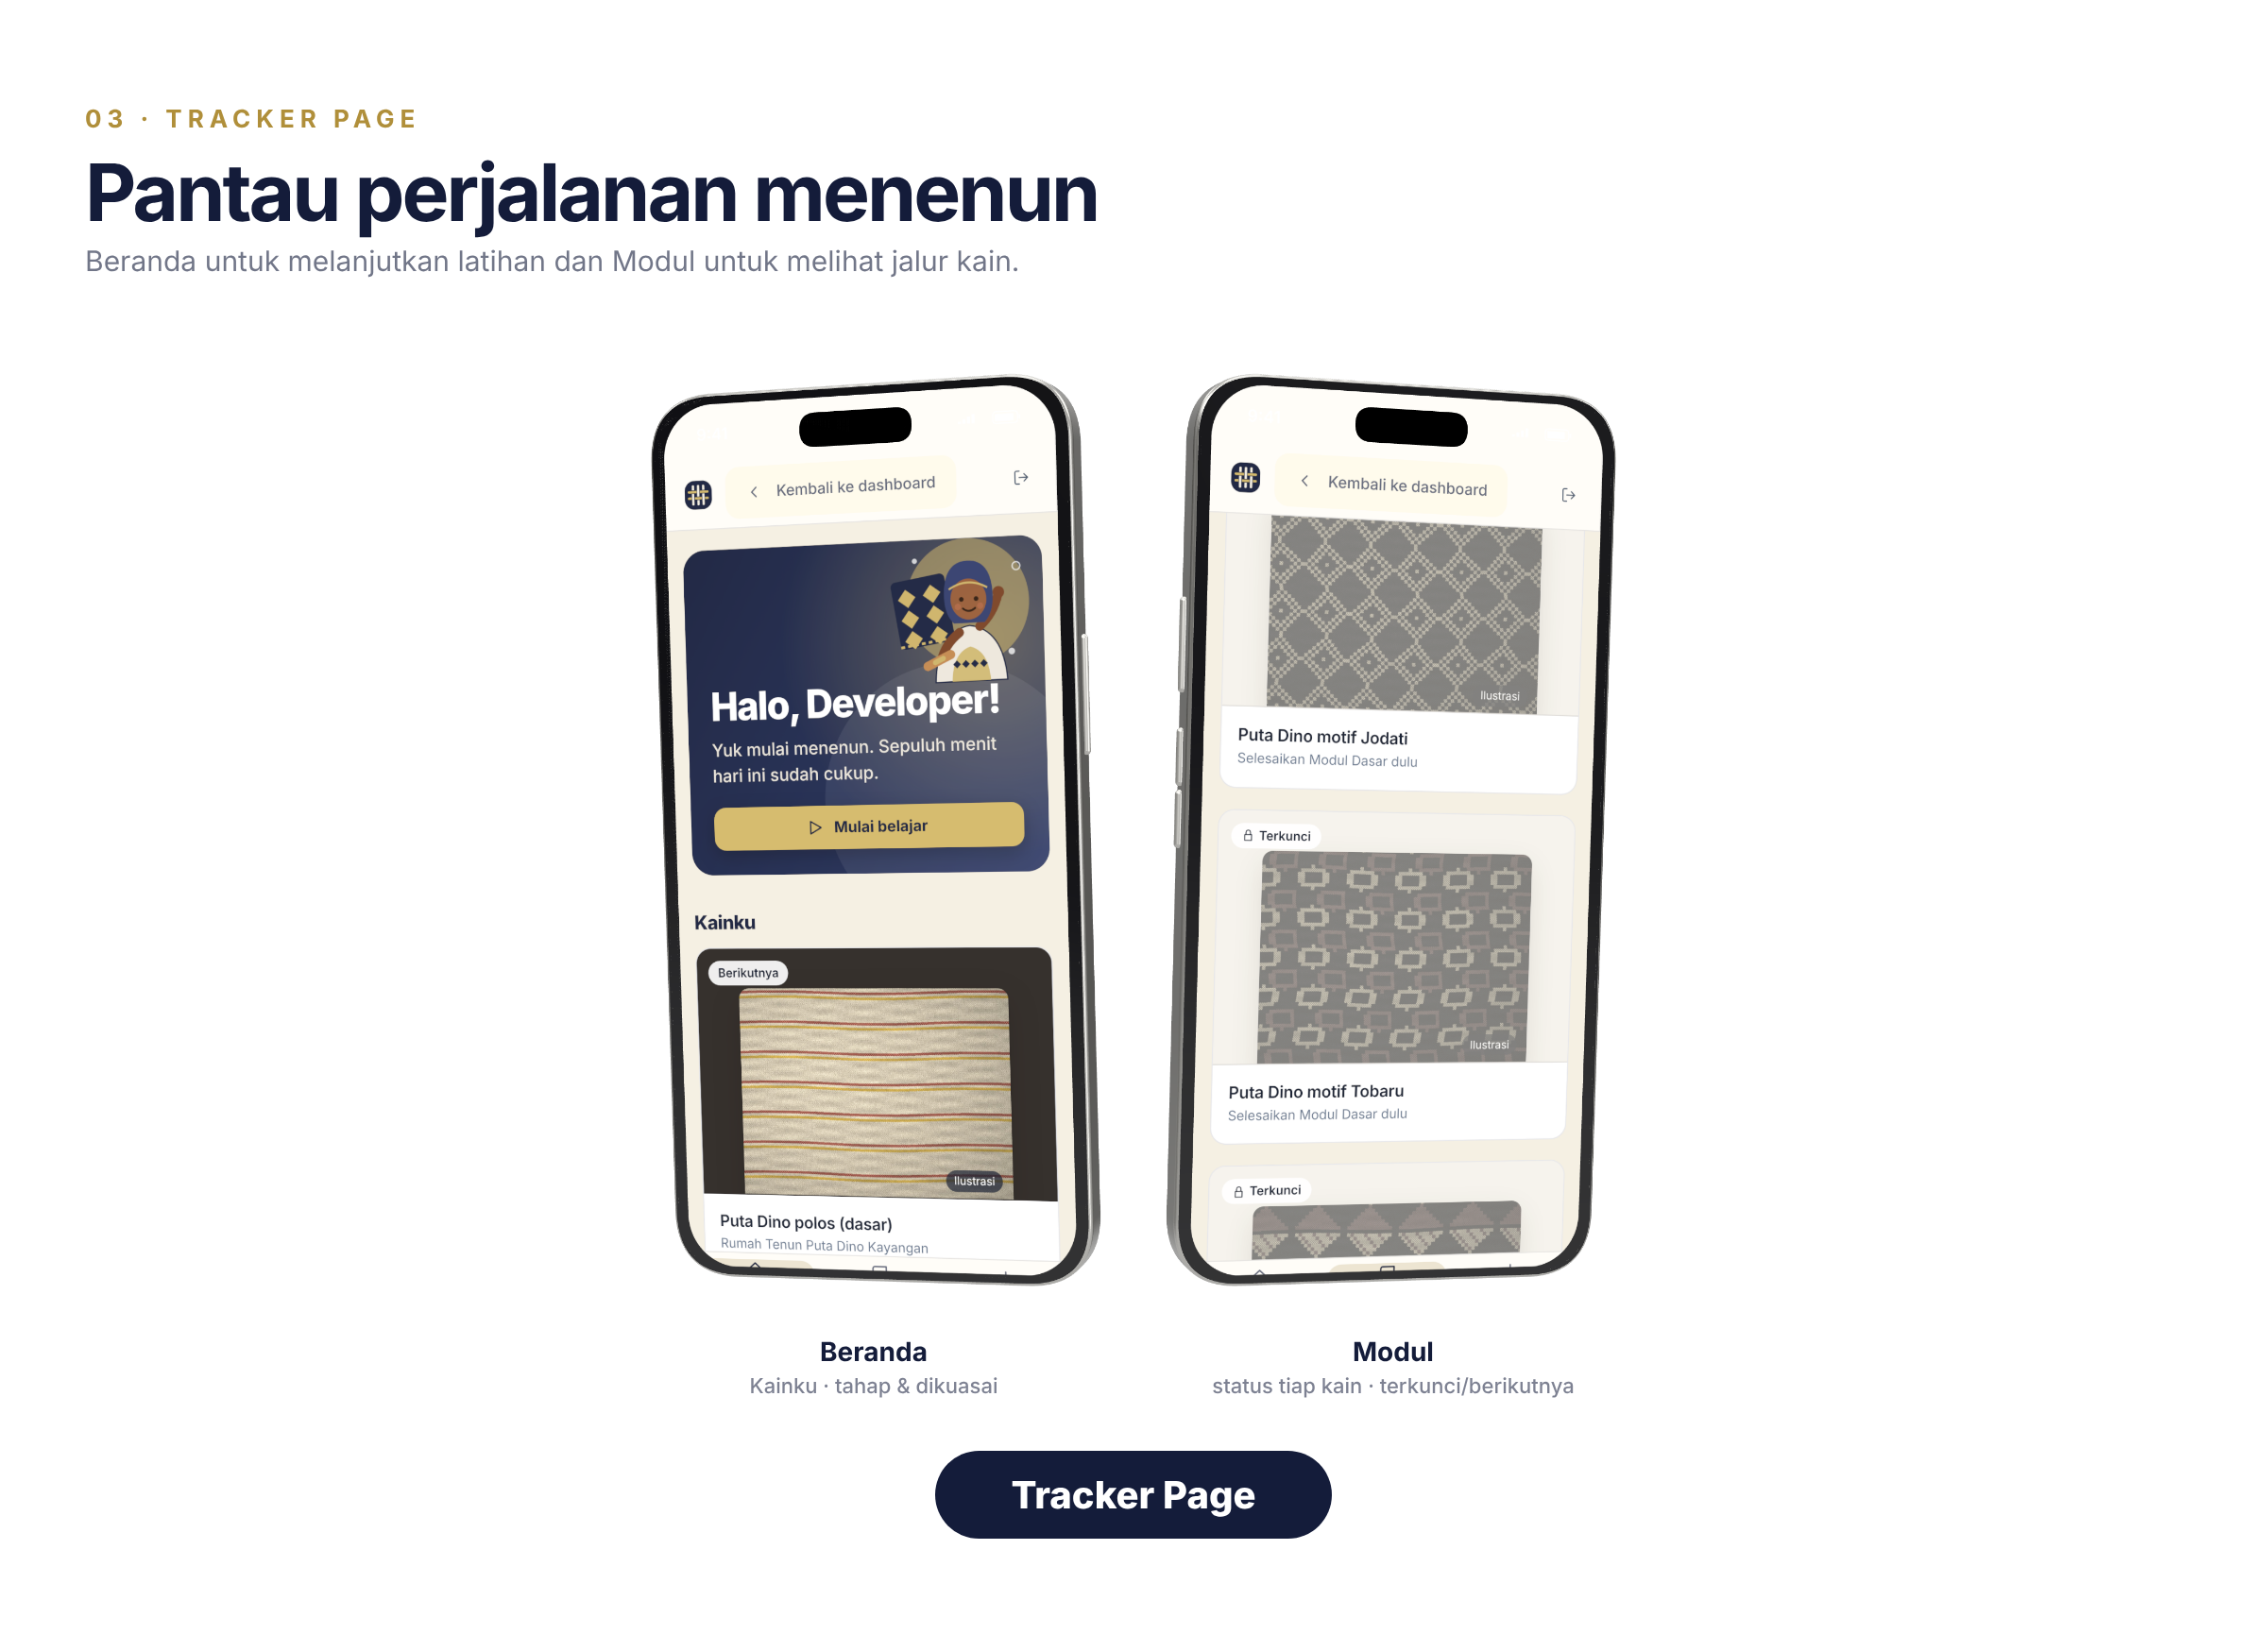 03 · TRACKER PAGE
Pantau perjalanan menenun
Beranda untuk melanjutkan latihan dan Modul untuk melihat jalur kain.
Kembali ke dashboard
Halo, Developer!
Yuk mulai menenun. Sepuluh menit
hari ini sudah cukup.
Mulai belajar
Kainku
Berikutnya
Ilustrasi
Puta Dino polos (dasar)
Rumah Tenun Puta Dino Kayangan
Kembali ke dashboard
Ilustrasi
Puta Dino motif Jodati
Selesaikan Modul Dasar dulu
Terkunci
Ilustrasi
Puta Dino motif Tobaru
Selesaikan Modul Dasar dulu
Terkunci
Beranda
Kainku · tahap & dikuasai
Modul
status tiap kain · terkunci/berikutnya
Tracker Page